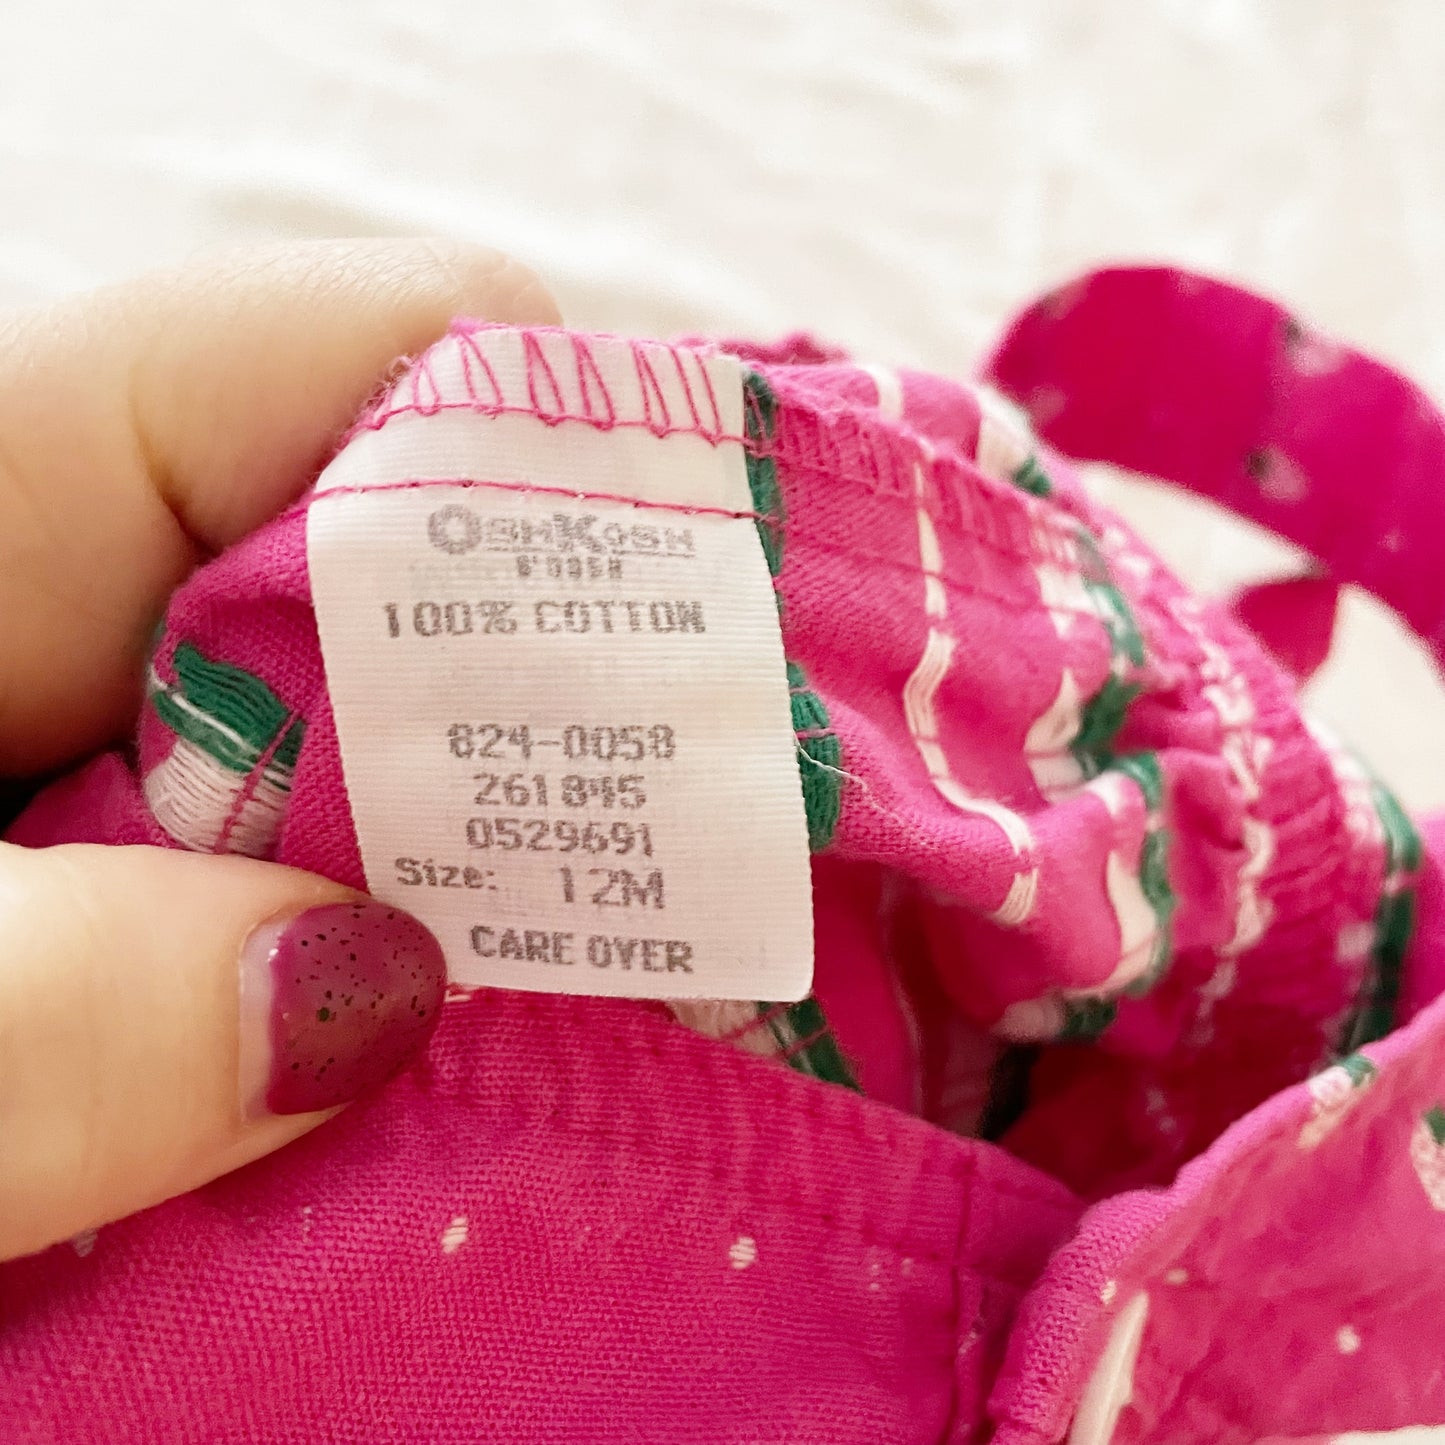 OSHKOSH
B'GOSH
100% COTTON
824-0058
261845
0529691
Size: 12M
CARE OVER